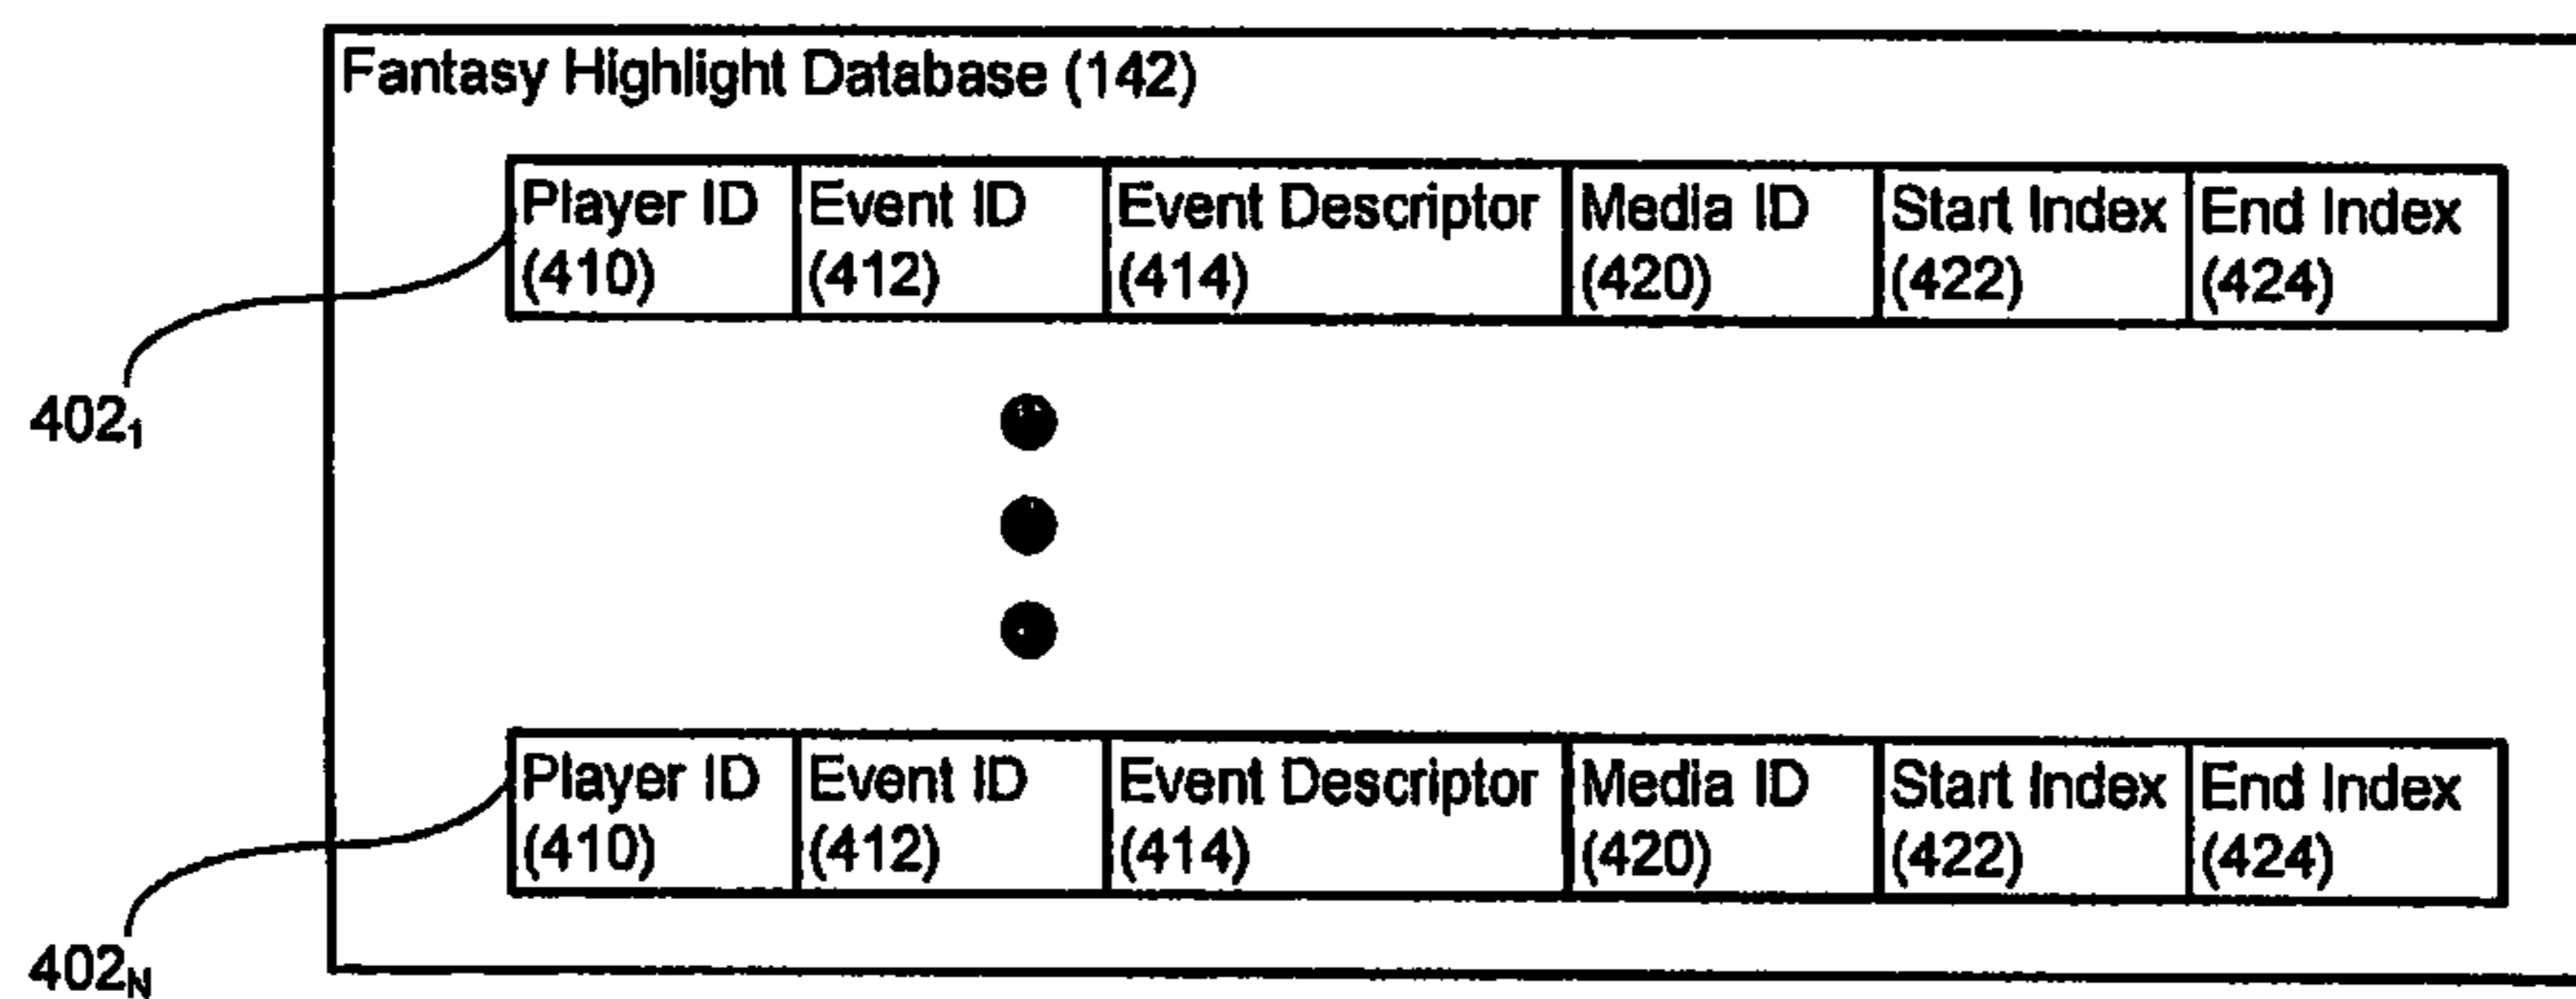 Fantasy Highlight Database (142)
Player ID Event ID Event Descriptor Media ID Start Index End Index
(410) (412) (414) (420) (422) (424)
402₁
Player ID Event ID Event Descriptor Media ID Start Index End Index
(410) (412) (414) (420) (422) (424)
402N